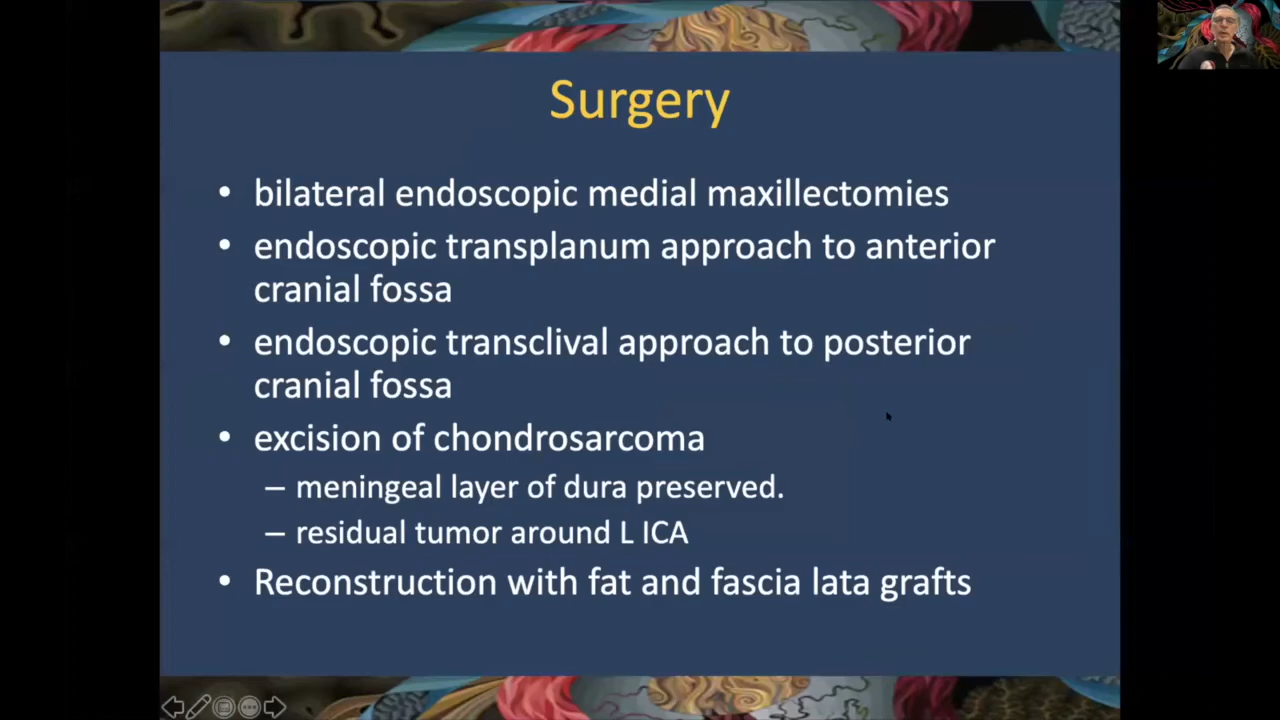 Surgery
• bilateral endoscopic medial maxillectomies
• endoscopic transplanum approach to anterior
cranial fossa
• endoscopic transclival approach to posterior
cranial fossa
• excision of chondrosarcoma
– meningeal layer of dura preserved.
– residual tumor around L ICA
• Reconstruction with fat and fascia lata grafts